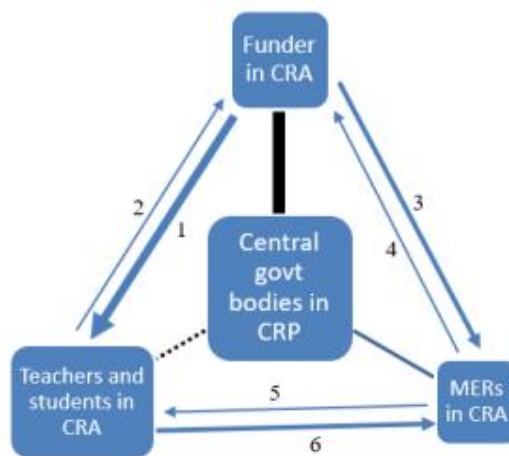 Funder
in CRA
2
1
3
4
Central
govt
bodies in
CRP
Teachers and
students in
CRA
5
6
MERs
in CRA